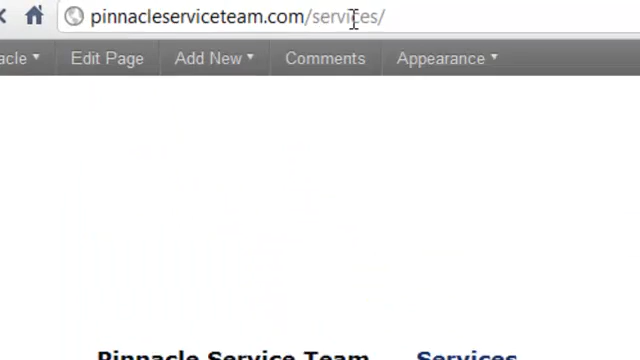 pinnacleserviceteam.com/services/
acle Edit Page Add New Comments Appearance
Pinnacle Service Team Services